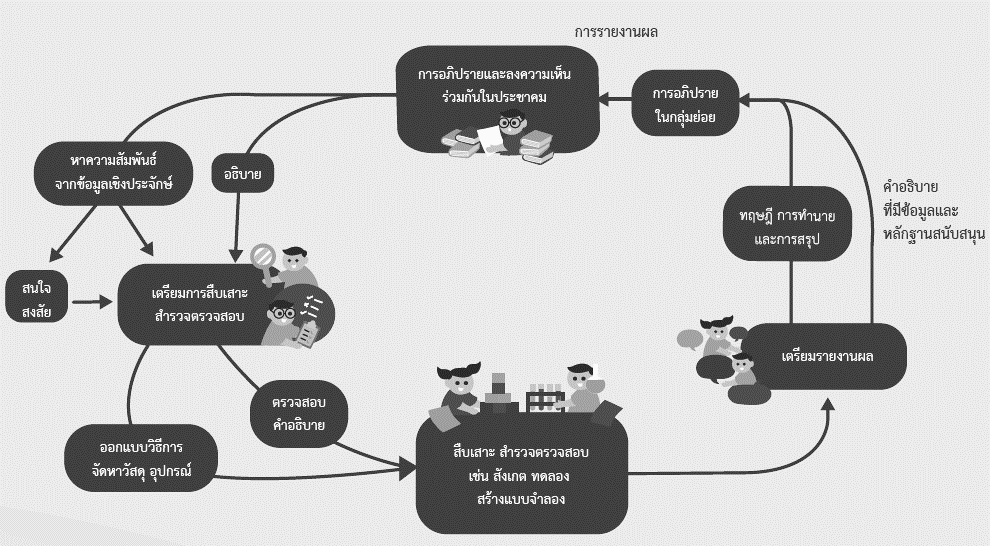 การรายงานผล
การอภิปรายและลงความเห็น
ร่วมกันในประชาคม
การอภิปราย
ในกลุ่มย่อย
หาความสัมพันธ์
จากข้อมูลเชิงประจักษ์
อธิบาย
ทฤษฎี การทำนาย
และการสรุป
คำอธิบาย
ที่มีข้อมูลและ
หลักฐานสนับสนุน
สนใจ
สงสัย
เตรียมการสืบเสาะ
สำรวจตรวจสอบ
เตรียมรายงานผล
ตรวจสอบ
คำอธิบาย
ออกแบบวิธีการ
จัดหาวัสดุ อุปกรณ์
สืบเสาะ สำรวจตรวจสอบ
เช่น สังเกต ทดลอง
สร้างแบบจำลอง